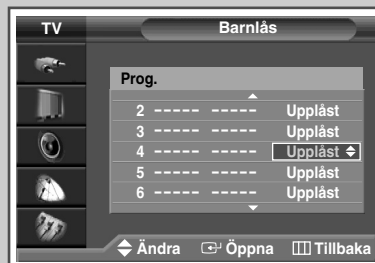 TV Barnlås
Prog.
2 ----- ----- Upplåst
3 ----- ----- Upplåst
4 ----- ----- Upplåst
5 ----- ----- Upplåst
6 ----- ----- Upplåst
Ändra Öppna Tillbaka